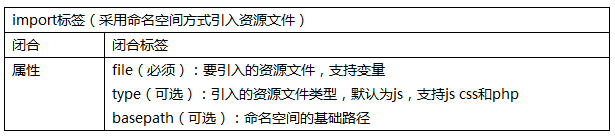 import标签（采用命名空间方式引入资源文件）
闭合 闭合标签
属性 file（必须）：要引入的资源文件，支持变量
type（可选）：引入的资源文件类型，默认为js，支持js css和php
basepath（可选）：命名空间的基础路径